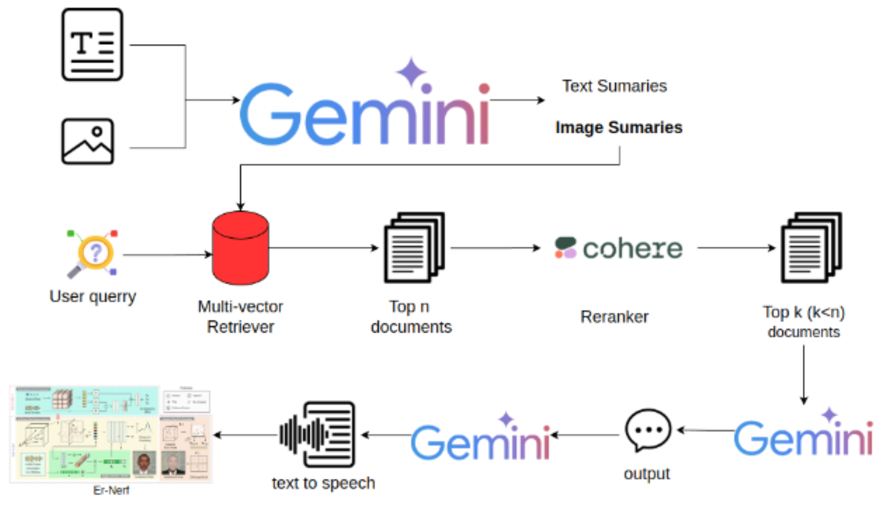 T
Gemini
Text Sumaries
Image Sumaries
?
User querry
Multi-vector
Retriever
Top n
documents
cohere
Reranker
Top k (k<n)
documents
Gemini
output
Gemini
text to speech
Er-Nerf